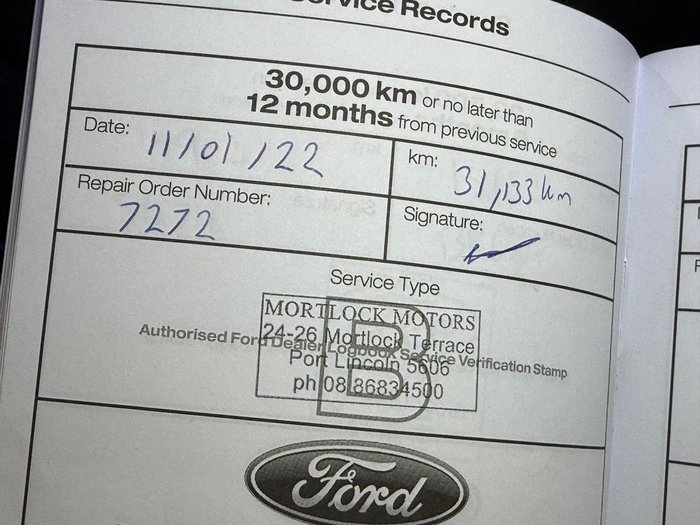 Service Records
30,000 km or no later than
12 months from previous service
Date: 11/01/22
km: 31,133 km
Repair Order Number:
7272
Signature:
Service Type
B
MORTLOCK MOTORS
24-26 Mortlock Terrace
Authorised Ford Dealer Logbook Service Verification Stamp
Port Lincoln 5606
ph 08 86834500
Ford